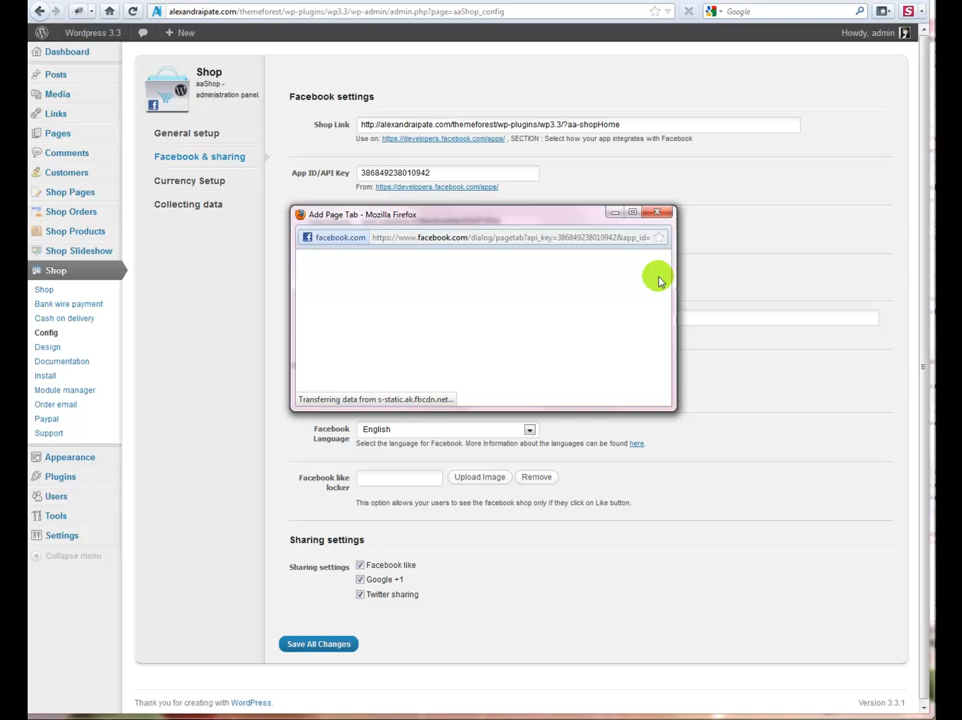 alexandraipate.com/themeforest/wp-plugins/wp3.3/wp-admin/admin.php?page=aaShop_config
Google
Wordpress 3.3
New
Howdy, admin
Dashboard
Posts
Media
Links
Pages
Comments
Customers
Shop Pages
Shop Orders
Shop Products
Shop Slideshow
Shop
Shop
Bank wire payment
Cash on delivery
Config
Design
Documentation
Install
Module manager
Order email
Paypal
Support
Appearance
Plugins
Users
Tools
Settings
Collapse menu
Shop
aaShop -
administration panel.
General setup
Facebook & sharing
Currency Setup
Collecting data
Facebook settings
Shop Link
http://alexandraipate.com/themeforest/wp-plugins/wp3.3/?aa-shopHome
Use on: https://developers.facebook.com/apps/ , SECTION : Select how your app integrates with Facebook
App ID/API Key
386849238010942
From: https://developers.facebook.com/apps/
Add Page Tab - Mozilla Firefox
facebook.com
https://www.facebook.com/dialog/pagetab?api_key=386849238010942&app_id=
Transferring data from s-static.ak.fbcdn.net...
Facebook
Language
English
Select the language for Facebook. More Information about the languages can be found here.
Facebook like
locker
Upload Image
Remove
This option allows your users to see the facebook shop only if they click on Like button.
Sharing settings
Sharing settings
Facebook like
Google +1
Twitter sharing
Save All Changes
Thank you for creating with WordPress.
Version 3.3.1